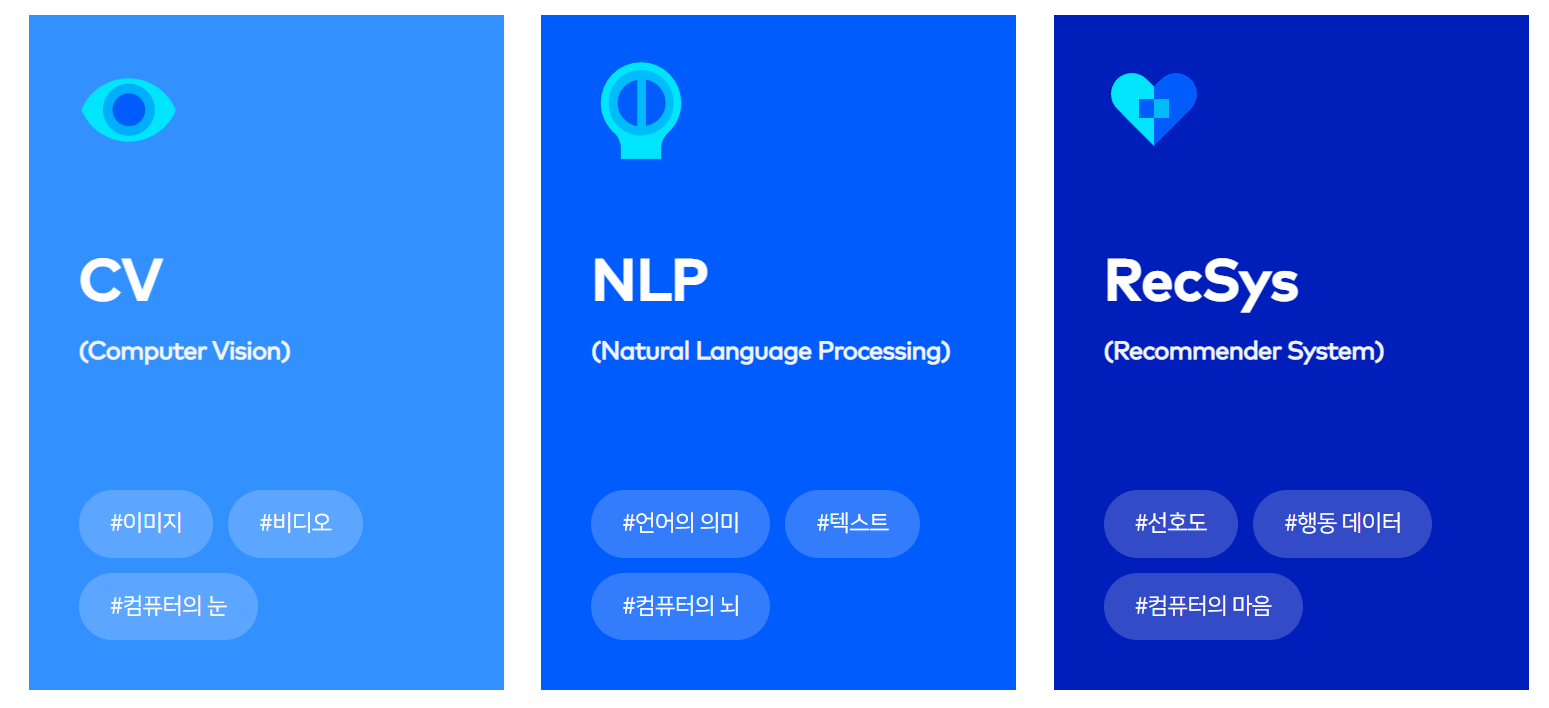 CV
(Computer Vision)
#이미지
#비디오
#컴퓨터의 눈
NLP
(Natural Language Processing)
#언어의 의미
#텍스트
#컴퓨터의 뇌
RecSys
(Recommender System)
#선호도
#행동 데이터
#컴퓨터의 마음